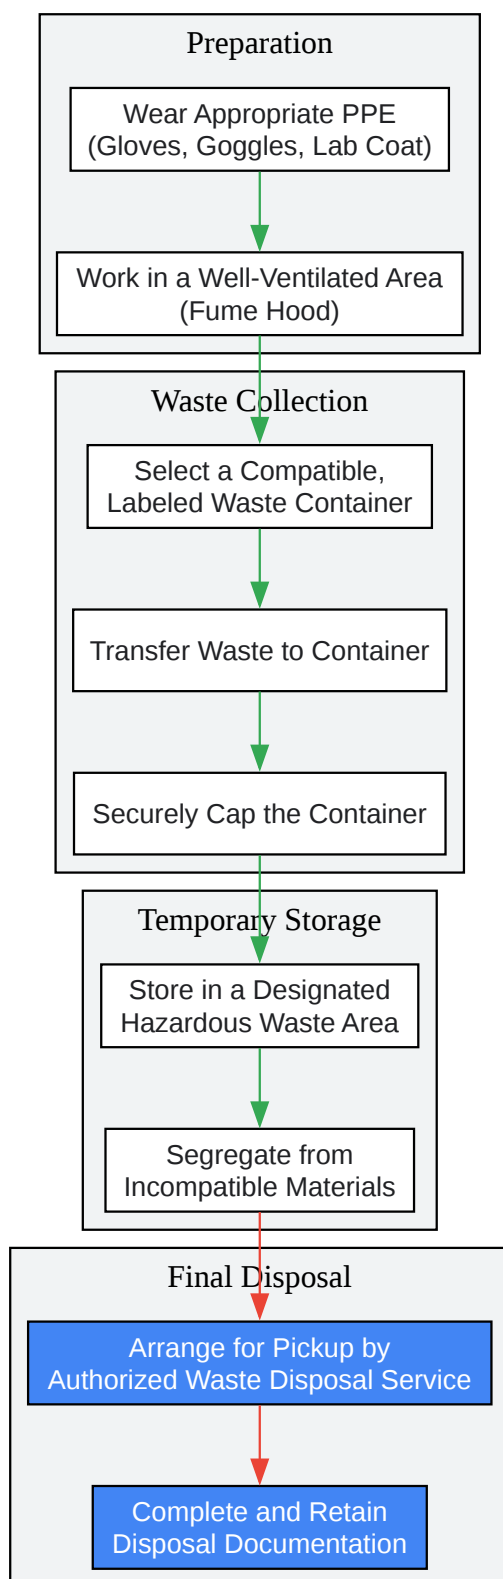 Preparation
Wear Appropriate PPE
(Gloves, Goggles, Lab Coat)
Work in a Well-Ventilated Area
(Fume Hood)
Waste Collection
Select a Compatible,
Labeled Waste Container
Transfer Waste to Container
Securely Cap the Container
Temporary Storage
Store in a Designated
Hazardous Waste Area
Segregate from
Incompatible Materials
Final Disposal
Arrange for Pickup by
Authorized Waste Disposal Service
Complete and Retain
Disposal Documentation